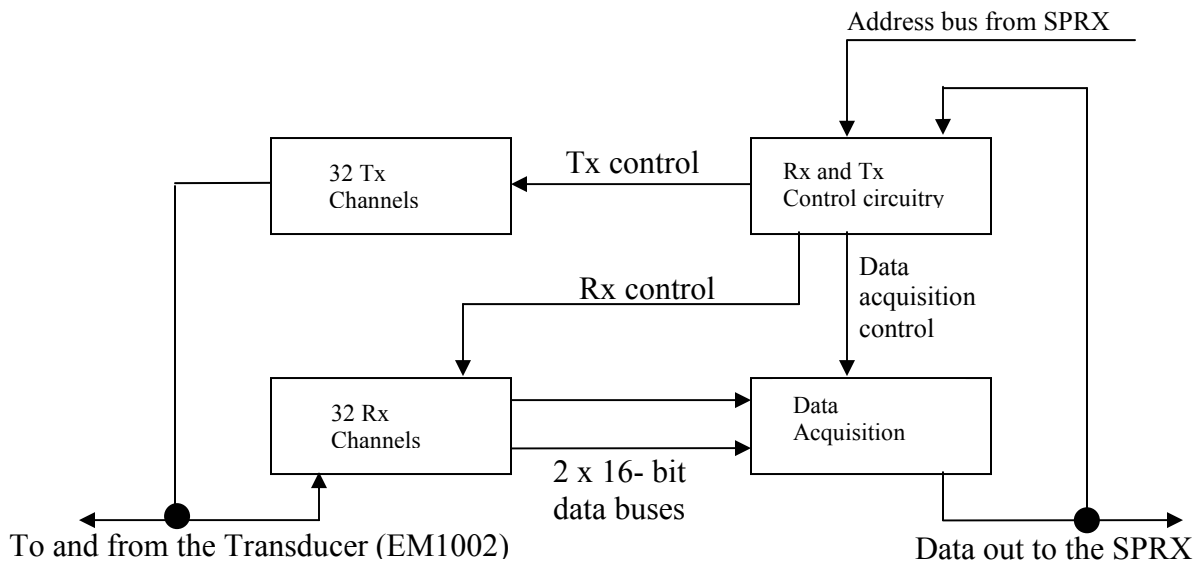 Address bus from SPRX
32 Tx
Channels
Tx control
Rx and Tx
Control circuitry
Rx control
Data
acquisition
control
32 Rx
Channels
Data
Acquisition
2 x 16- bit
data buses
To and from the Transducer (EM1002)
Data out to the SPRX